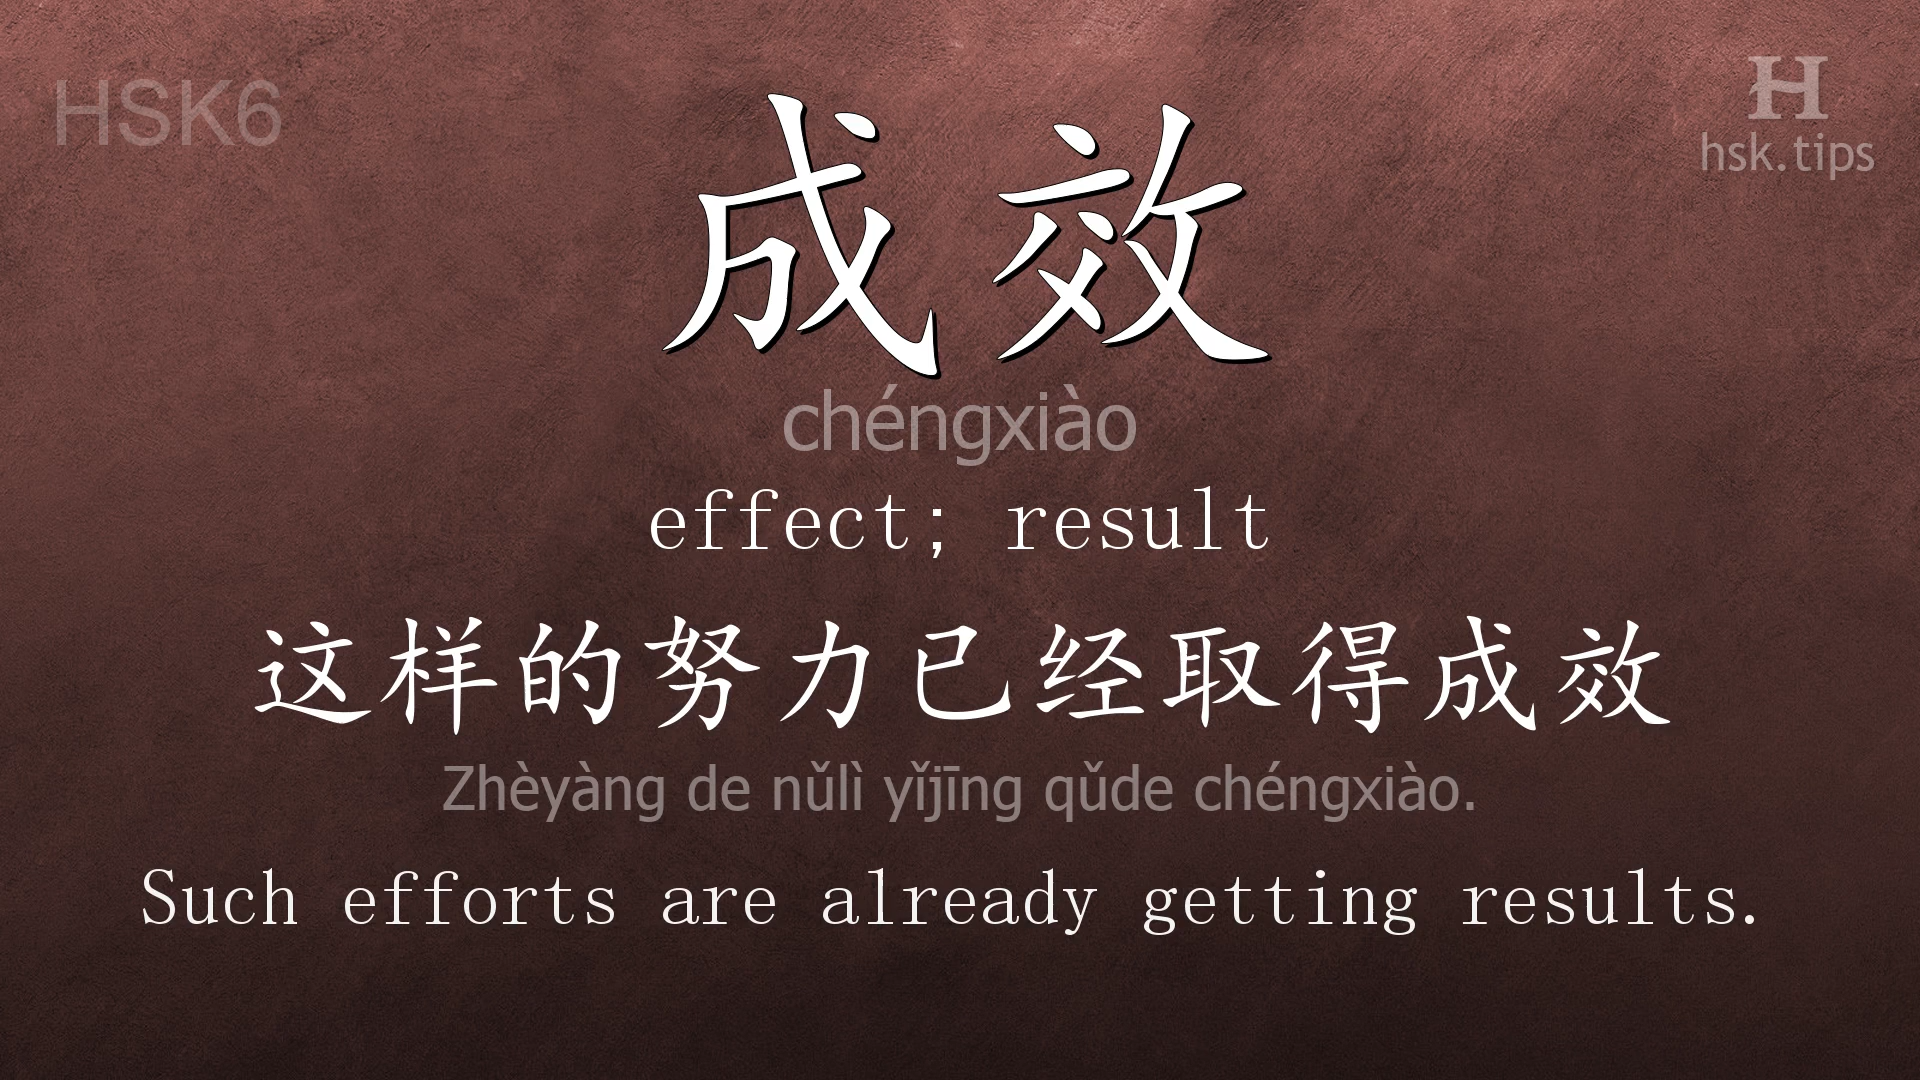 HSK6
H
hsk.tips
成效
chéngxiào
effect; result
这样的努力已经取得成效
Zhèyàng de nǔlì yǐjīng qǔde chéngxiào.
Such efforts are already getting results.